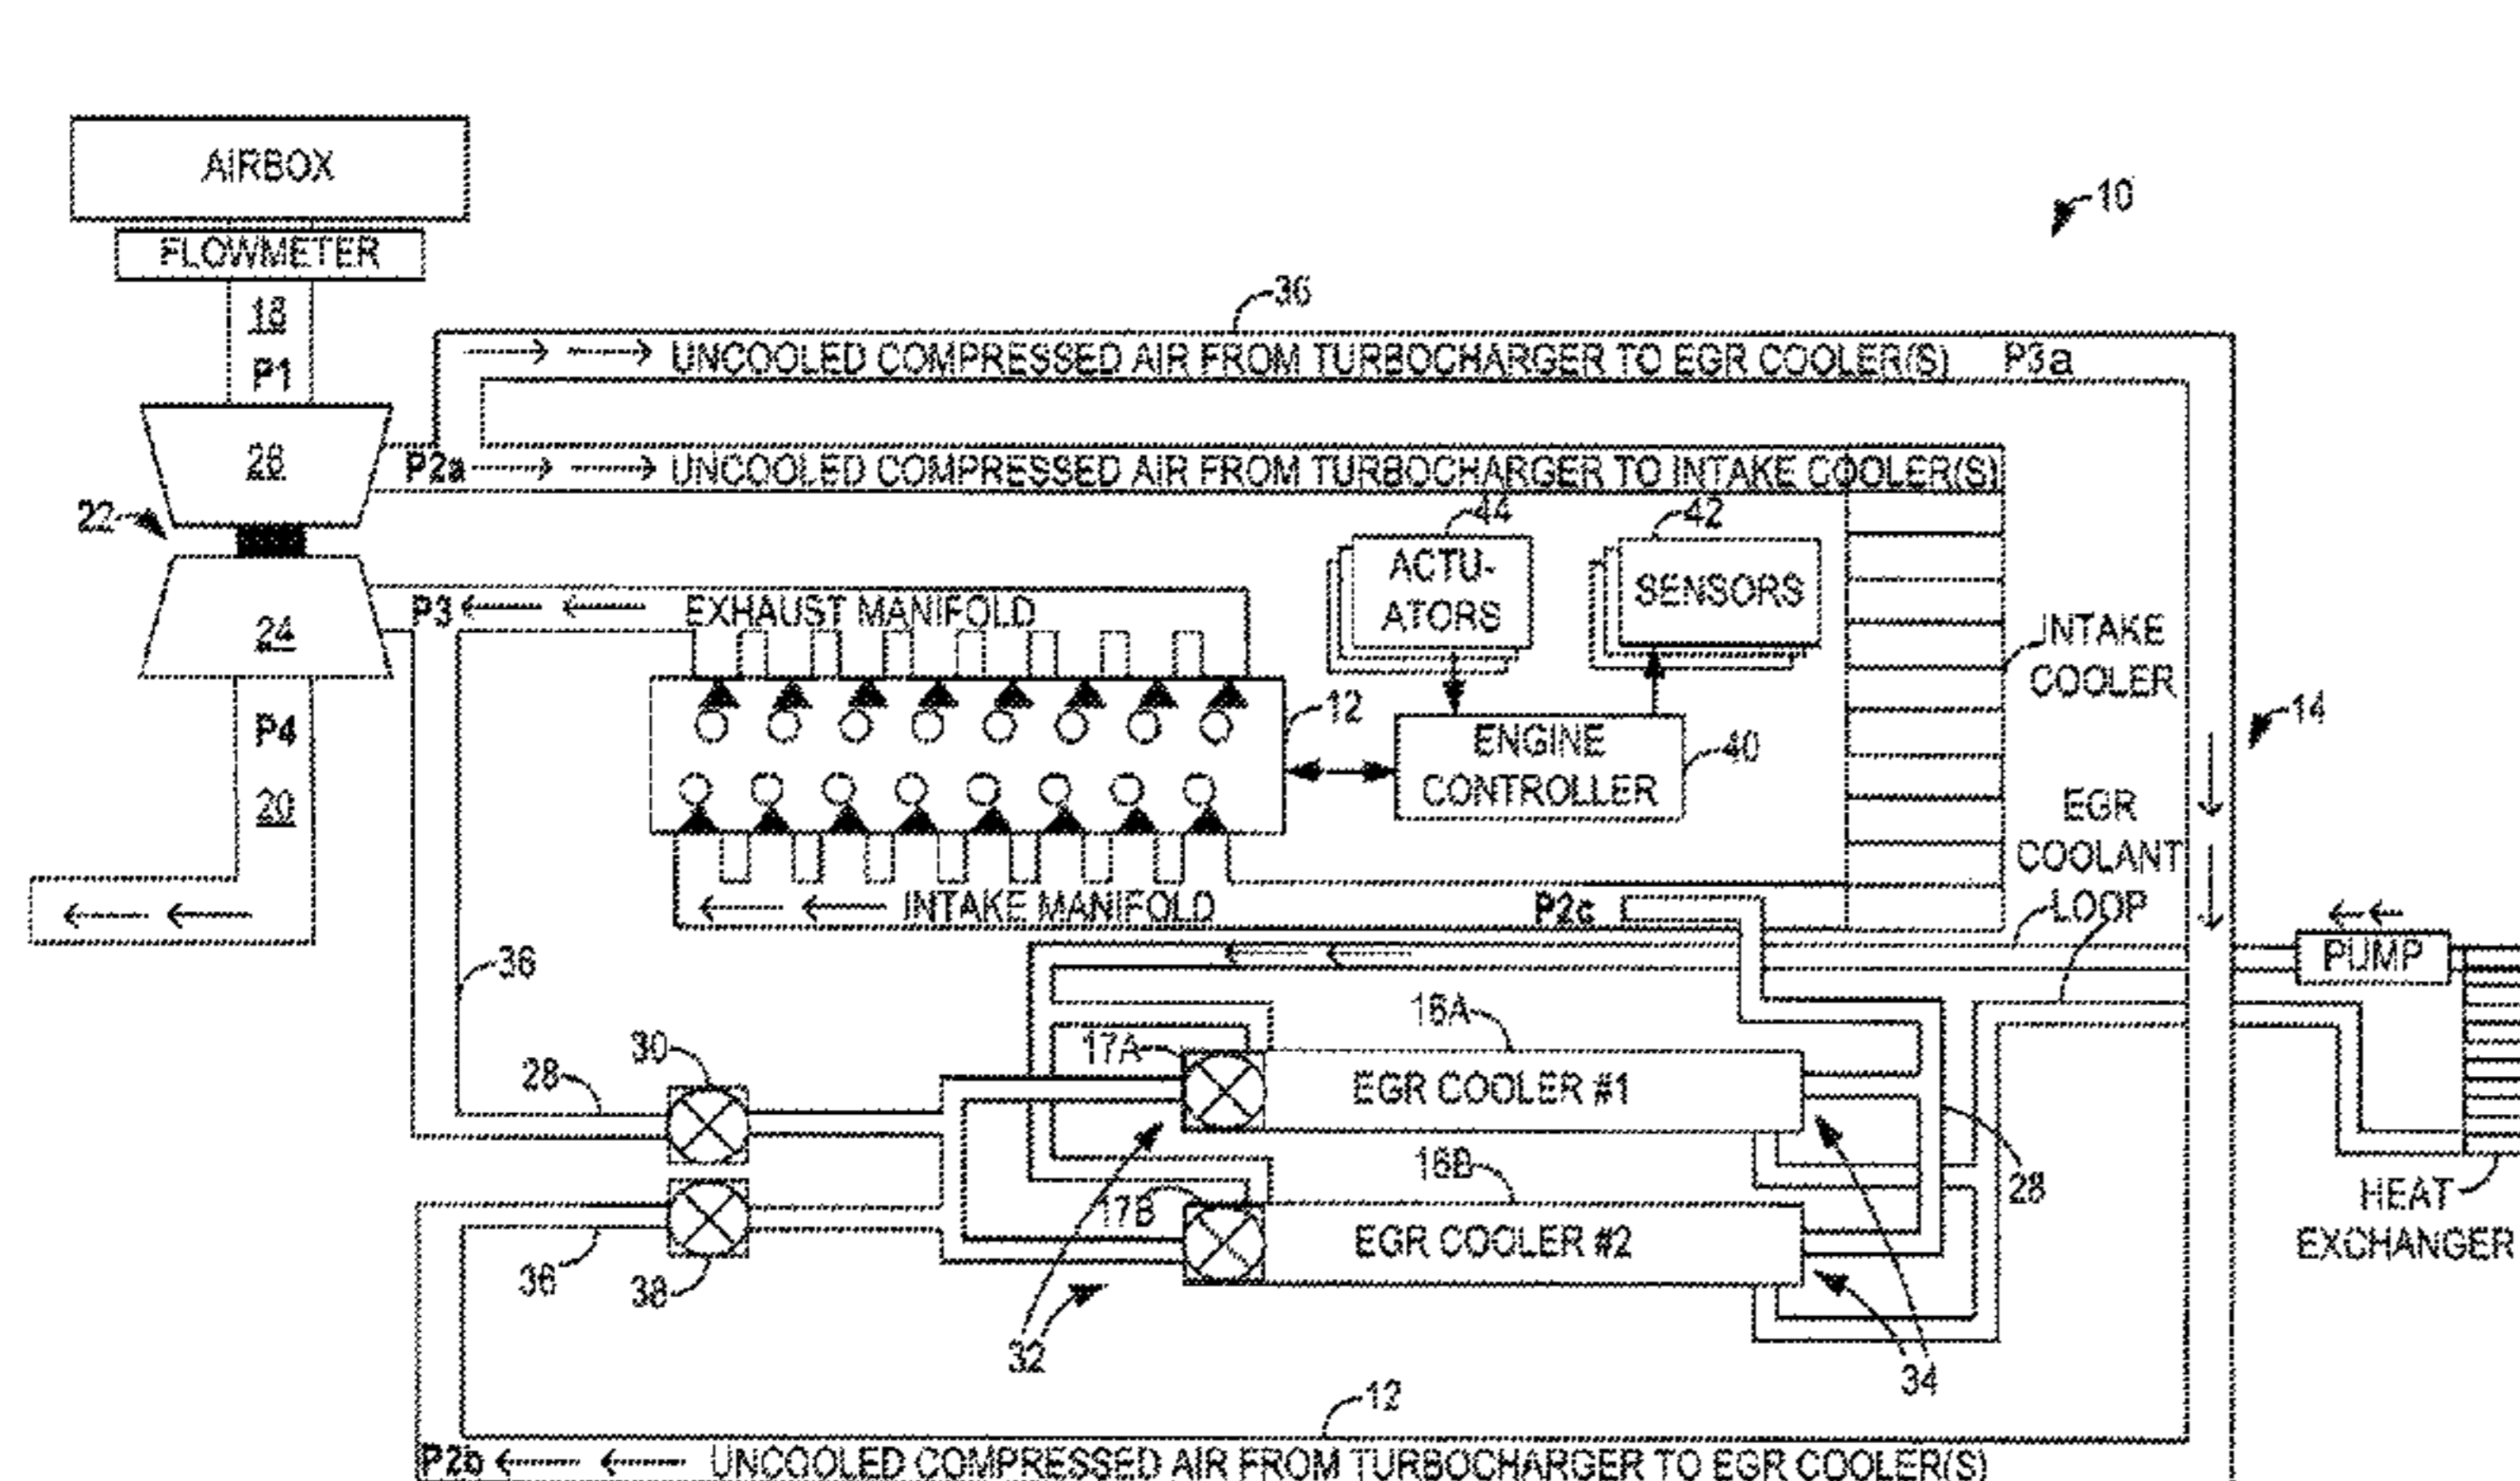 AIRBOX
FLOWMETER
10
18
P1
36
UNCOOLED COMPRESSED AIR FROM TURBOCHARGER TO EGR COOLER(S) P3a
26
P2a
UNCOOLED COMPRESSED AIR FROM TURBOCHARGER TO INTAKE COOLER(S)
22
44
42
ACTU-
ATORS
SENSORS
P3
EXHAUST MANIFOLD
24
INTAKE
COOLER
12
14
P4
ENGINE
CONTROLLER
40
20
EGR
COOLANT
LOOP
INTAKE MANIFOLD
P2c
PUMP
36
16A
30
17A
28
EGR COOLER #1
16B
28
HEAT
EXCHANGER
17B
EGR COOLER #2
36
38
32
34
12
P2b
UNCOOLED COMPRESSED AIR FROM TURBOCHARGER TO EGR COOLER(S)